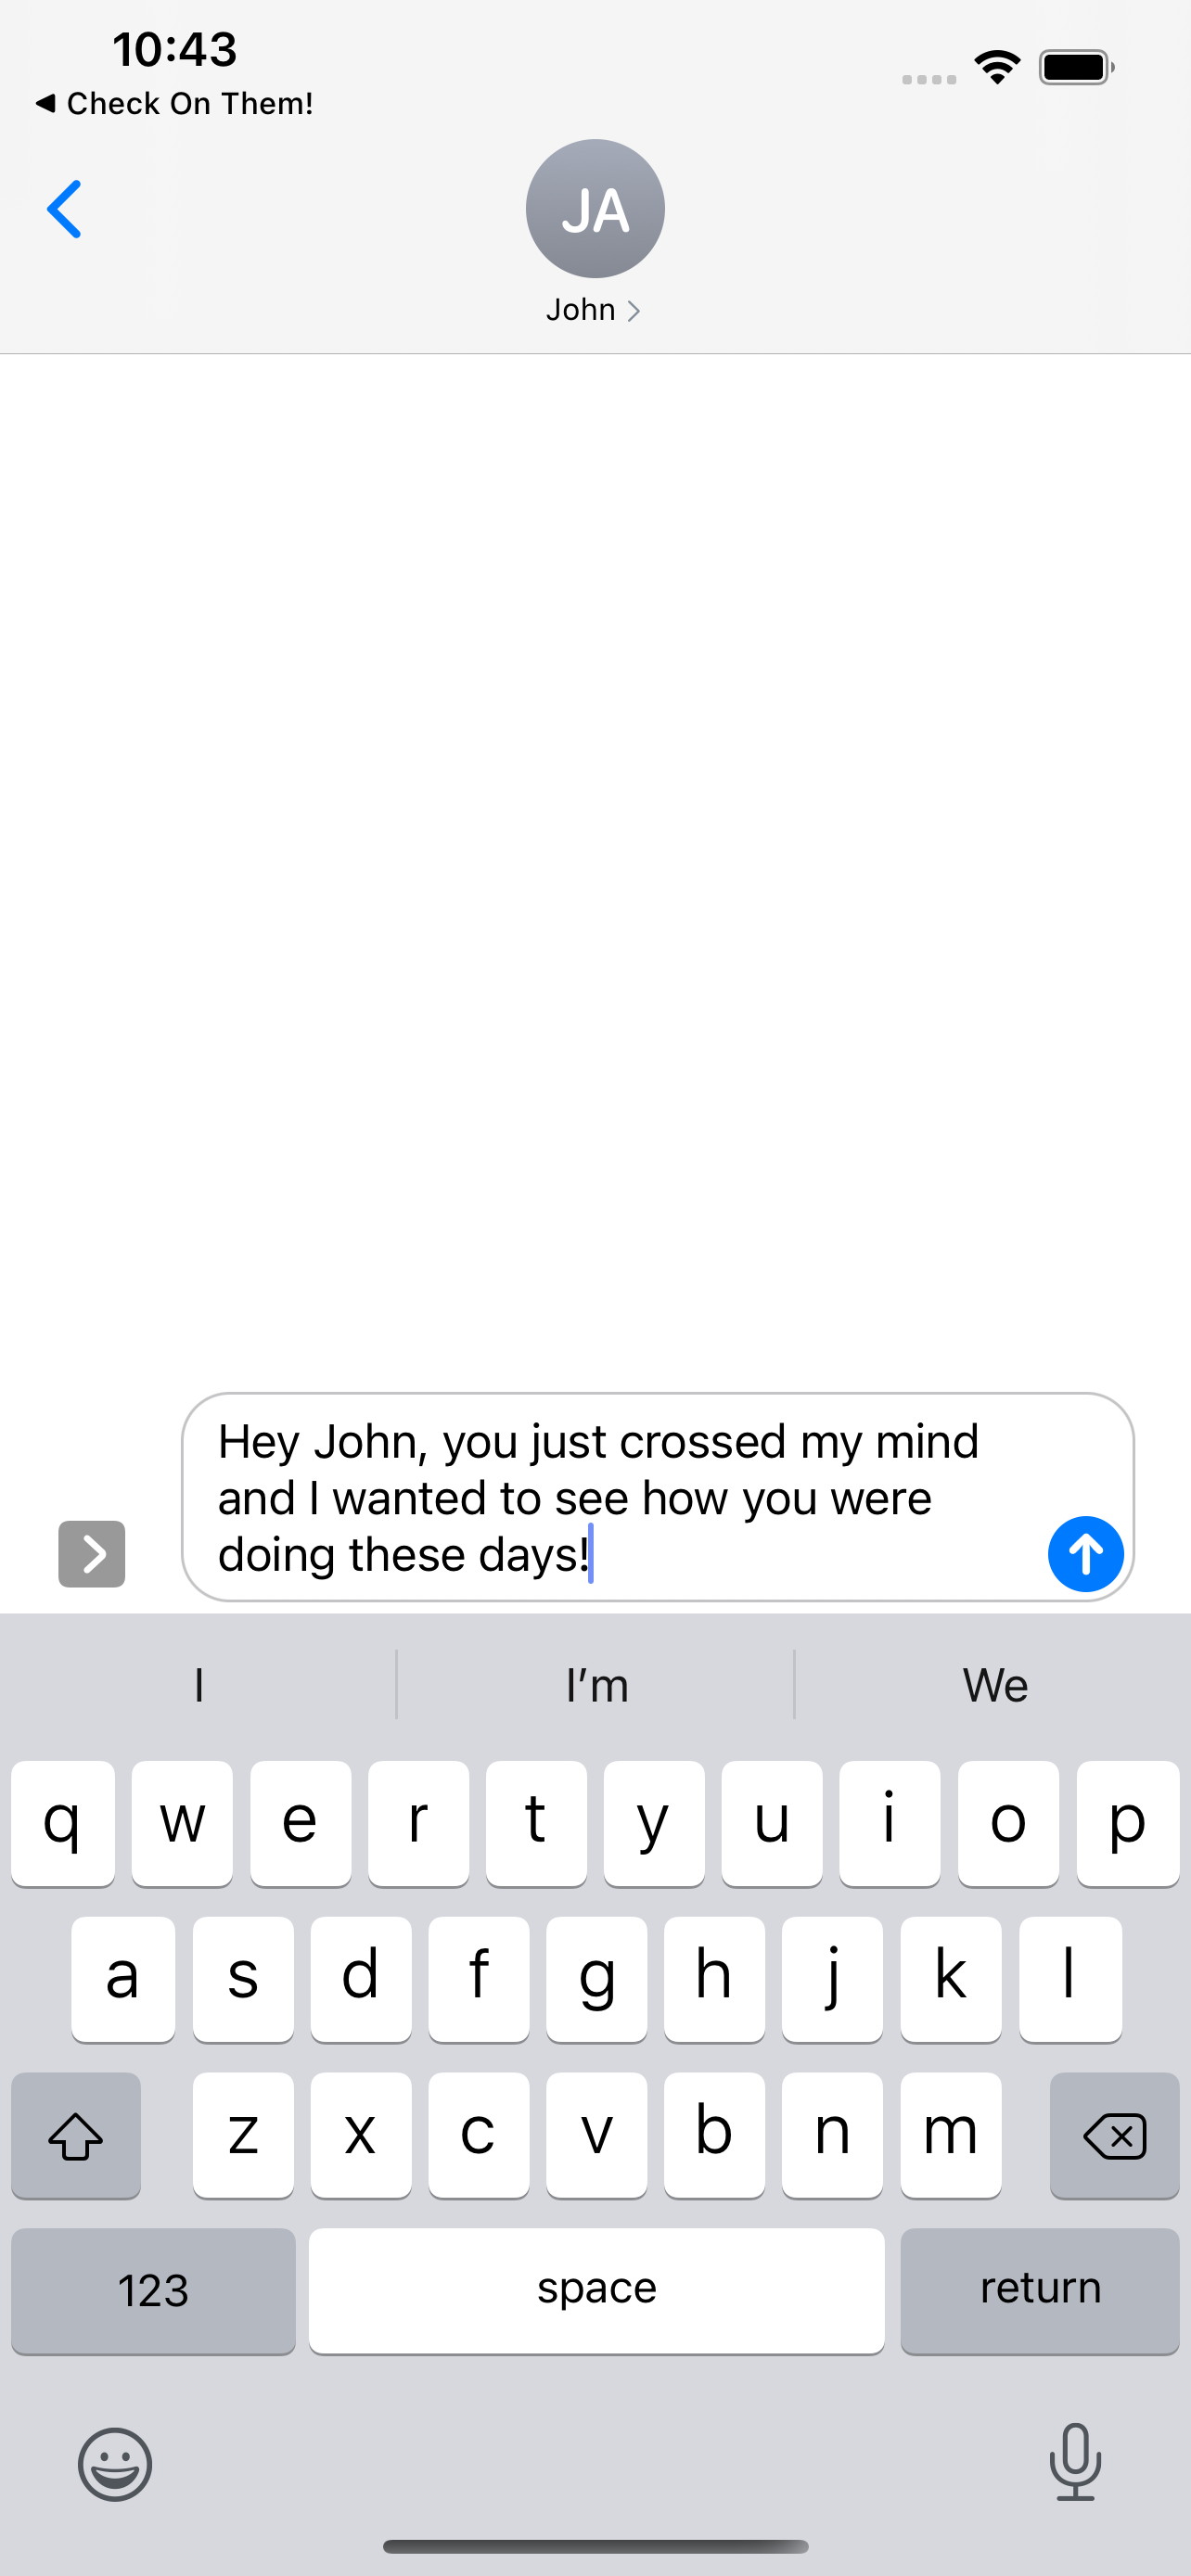 10:43
Check On Them!
JA
John
Hey John, you just crossed my mind
and I wanted to see how you were
doing these days!
I I’m We
q w e r t y u i o p
a s d f g h j k l
z x c v b n m
123 space return